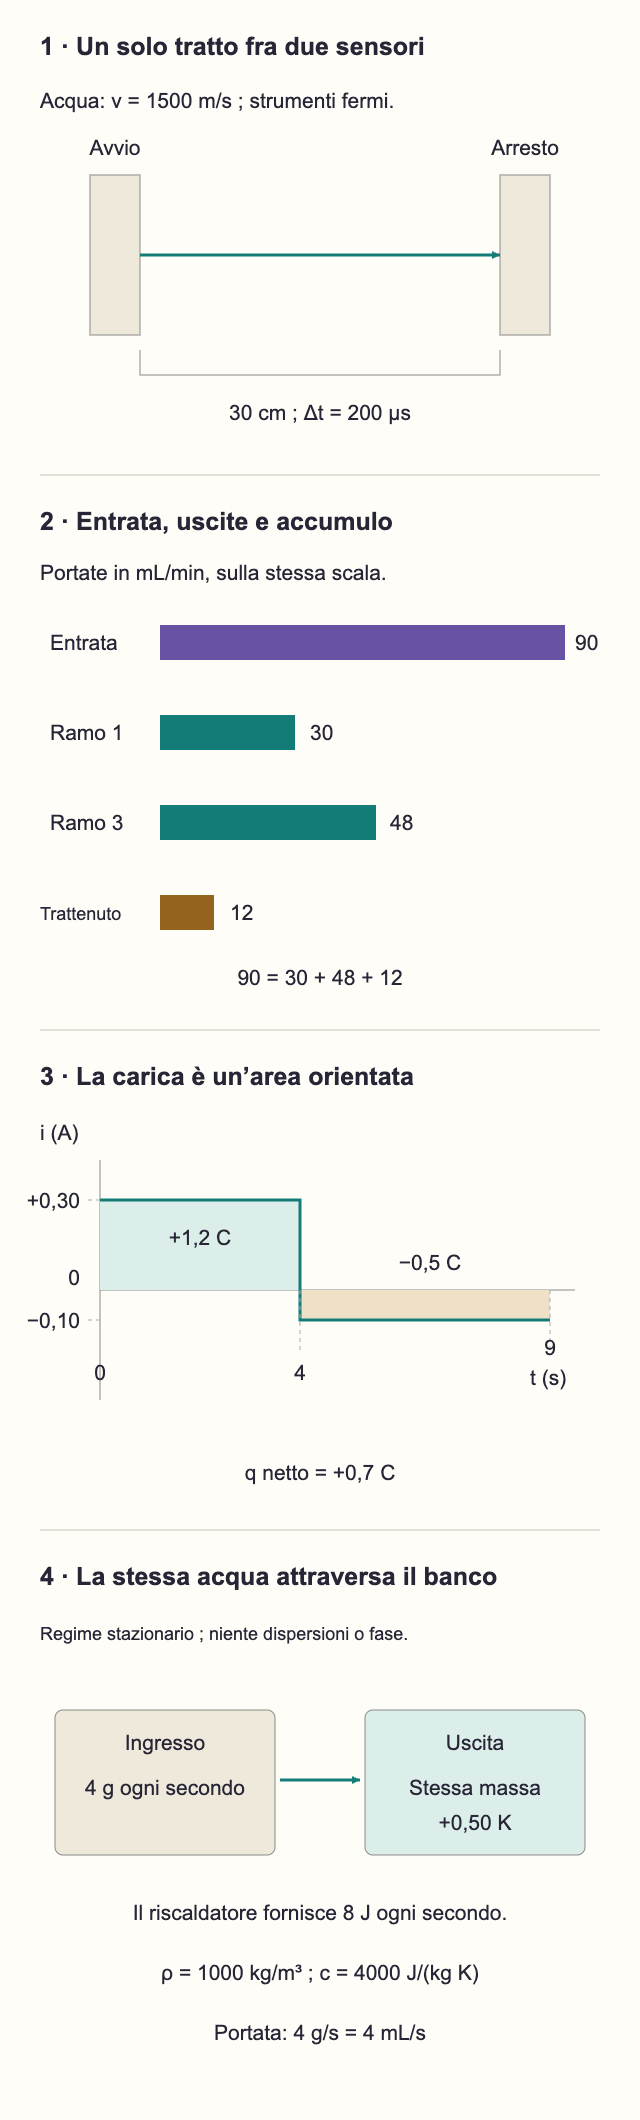 1 · Un solo tratto fra due sensori
Acqua: v = 1500 m/s ; strumenti fermi.
Avvio
Arresto
30 cm ; Δt = 200 µs
2 · Entrata, uscite e accumulo
Portate in mL/min, sulla stessa scala.
Entrata 90
Ramo 1 30
Ramo 3 48
Trattenuto 12
90 = 30 + 48 + 12
3 · La carica è un’area orientata
i (A)
+0,30
+1,2 C
−0,5 C
0
−0,10
0
4
9
t (s)
q netto = +0,7 C
4 · La stessa acqua attraversa il banco
Regime stazionario ; niente dispersioni o fase.
Ingresso
4 g ogni secondo
Uscita
Stessa massa
+0,50 K
Il riscaldatore fornisce 8 J ogni secondo.
ρ = 1000 kg/m³ ; c = 4000 J/(kg K)
Portata: 4 g/s = 4 mL/s